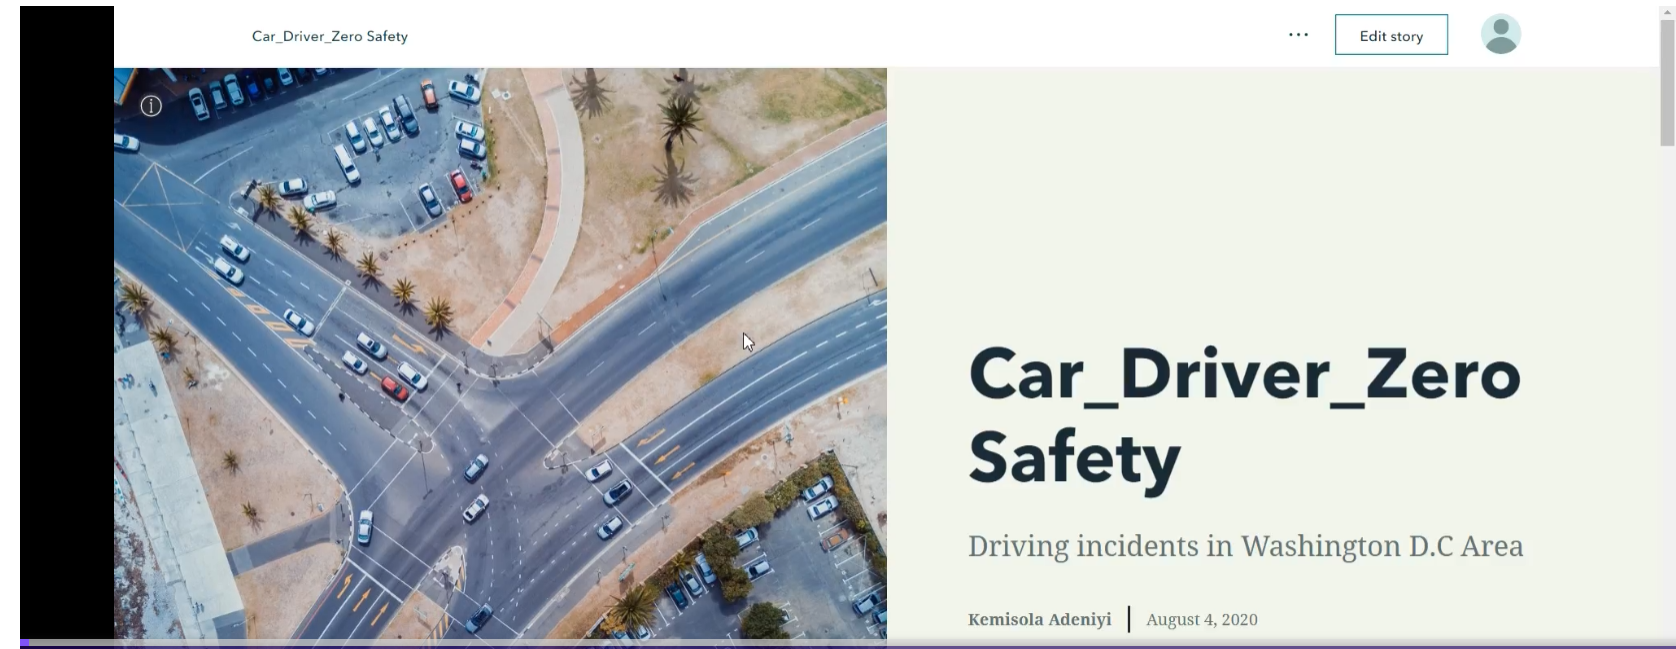 Car_Driver_Zero Safety
Edit story
Car_Driver_Zero
Safety
Driving incidents in Washington D.C Area
Kemisola Adeniyi | August 4, 2020